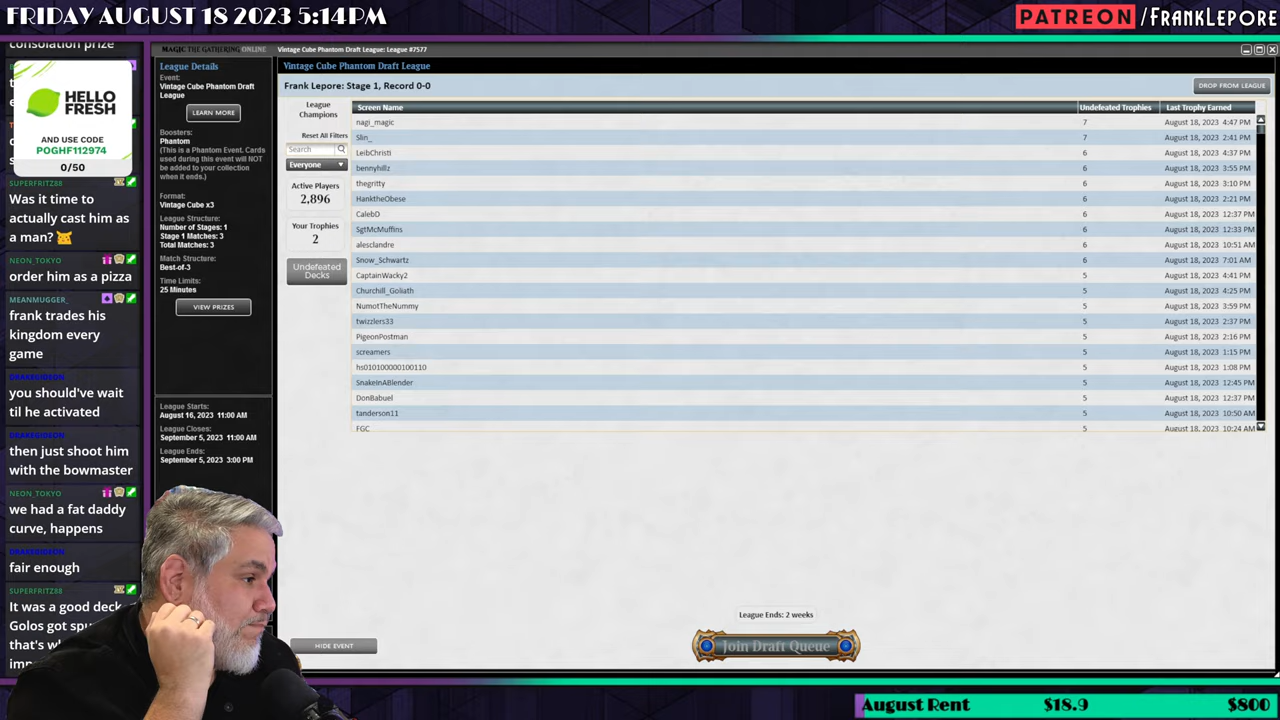 FRIDAY AUGUST 18 2023 5:14PM
PATREON /FRANKLEPORE
consolation prize
HELLO
FRESH
AND USE CODE
POGHF112974
0/50
SUPERFRITZ88
Was it time to
actually cast him as
a man?
NEON_TOKYO
order him as a pizza
MEANMUGGER_
frank trades his
kingdom every
game
DRAKEGIDSON
you should've wait
til he activated
DRAKEGIDSON
then just shoot him
with the bowmaster
NEON_TOKYO
we had a fat daddy
curve, happens
DRAKEGIDSON
fair enough
SUPERFRITZ88
It was a good deck
Golos got
that's
MAGIC THE GATHERING ONLINE
Vintage Cube Phantom Draft League: League #7577
League Details
Event:
Vintage Cube Phantom Draft
League
LEARN MORE
Boosters:
Phantom
(This is a Phantom Event. Cards
used during this event will NOT
be added to your collection
when it ends.)
Format:
Vintage Cube x3
League Structure:
Number of Stages: 1
Stage 1 Matches: 3
Total Matches: 3
Match Structure:
Best-of-3
Time Limits:
25 Minutes
VIEW PRIZES
League Starts:
August 16, 2023 11:00 AM
League Closes:
September 5, 2023 11:00 AM
League Ends:
September 5, 2023 3:00 PM
Vintage Cube Phantom Draft League
Frank Lepore: Stage 1, Record 0-0
DROP FROM LEAGUE
League
Champions
Reset All Filters
Search
Everyone
Active Players
2,896
Your Trophies
2
Undefeated
Decks
Screen Name Undefeated Trophies Last Trophy Earned
nagi_magic 7 August 18, 2023 4:47 PM
Slin_ 7 August 18, 2023 2:41 PM
LeibChristi 6 August 18, 2023 4:37 PM
bennyhillz 6 August 18, 2023 3:55 PM
thegritty 6 August 18, 2023 3:10 PM
HanktheObese 6 August 18, 2023 2:21 PM
CalebD 6 August 18, 2023 12:37 PM
SgtMcMuffins 6 August 18, 2023 12:33 PM
alesclandre 6 August 18, 2023 10:51 AM
Snow_Schwartz 6 August 18, 2023 7:01 AM
CaptainWacky2 5 August 18, 2023 4:41 PM
Churchill_Goliath 5 August 18, 2023 4:25 PM
NumotTheNummy 5 August 18, 2023 3:59 PM
twizzlers33 5 August 18, 2023 2:37 PM
PigeonPostman 5 August 18, 2023 2:16 PM
screamers 5 August 18, 2023 1:15 PM
hs010100000100110 5 August 18, 2023 1:08 PM
SnakeInABlender 5 August 18, 2023 12:45 PM
DonBabuel 5 August 18, 2023 12:37 PM
tanderson11 5 August 18, 2023 10:50 AM
FGC 5 August 18, 2023 10:24 AM
League Ends: 2 weeks
HIDE EVENT
Join Draft Queue
August Rent $18.9 $800